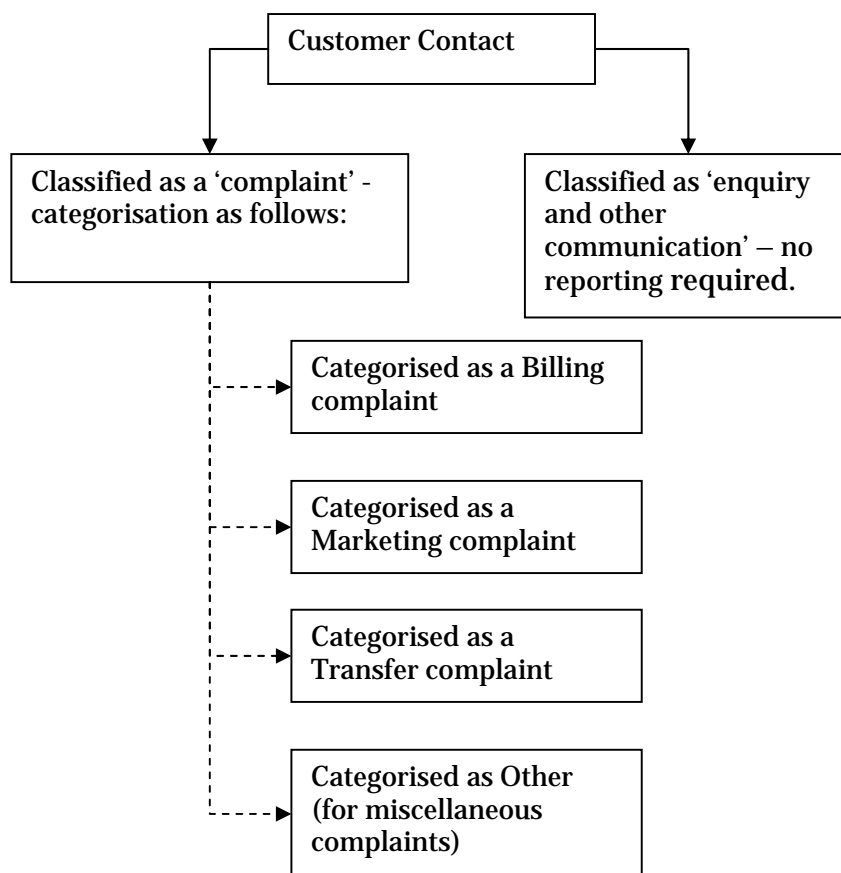 Customer Contact
Classified as a ‘complaint’ -
categorisation as follows:
Classified as ‘enquiry
and other
communication’ – no
reporting required.
Categorised as a Billing
complaint
Categorised as a
Marketing complaint
Categorised as a
Transfer complaint
Categorised as Other
(for miscellaneous
complaints)